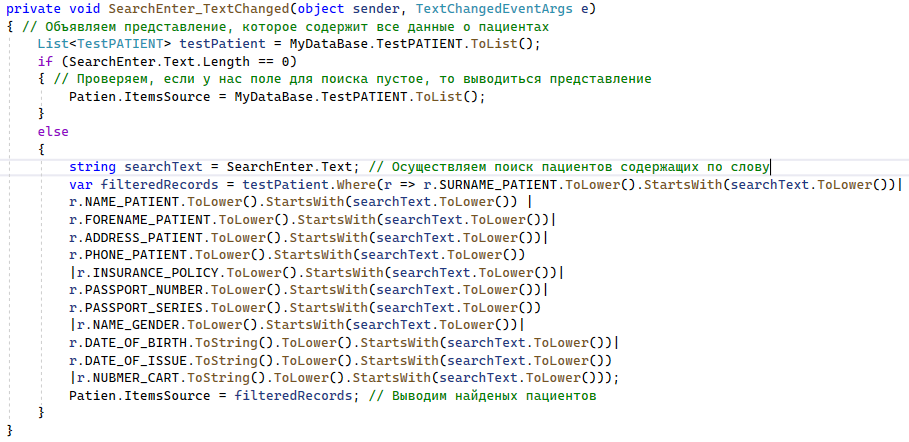 private void SearchEnter_TextChanged(object sender, TextChangedEventArgs e)
{ // Объявляем представление, которое содержит все данные о пациентах
List<TestPATIENT> testPatient = MyDataBase.TestPATIENT.ToList();
if (SearchEnter.Text.Length == 0)
{ // Проверяем, если у нас поле для поиска пустое, то выводиться представление
Patien.ItemsSource = MyDataBase.TestPATIENT.ToList();
}
else
{
string searchText = SearchEnter.Text; // Осуществляем поиск пациентов содержащих по слову
var filteredRecords = testPatient.Where(r => r.SURNAME_PATIENT.ToLower().StartsWith(searchText.ToLower())|
r.NAME_PATIENT.ToLower().StartsWith(searchText.ToLower()) |
r.FORENAME_PATIENT.ToLower().StartsWith(searchText.ToLower())|
r.ADDRESS_PATIENT.ToLower().StartsWith(searchText.ToLower())|
r.PHONE_PATIENT.ToLower().StartsWith(searchText.ToLower())
|r.INSURANCE_POLICY.ToLower().StartsWith(searchText.ToLower())|
r.PASSPORT_NUMBER.ToLower().StartsWith(searchText.ToLower())|
r.PASSPORT_SERIES.ToLower().StartsWith(searchText.ToLower())
|r.NAME_GENDER.ToLower().StartsWith(searchText.ToLower())|
r.DATE_OF_BIRTH.ToString().ToLower().StartsWith(searchText.ToLower())|
r.DATE_OF_ISSUE.ToString().ToLower().StartsWith(searchText.ToLower())
|r.NUBMER_CART.ToString().ToLower().StartsWith(searchText.ToLower()));
Patien.ItemsSource = filteredRecords; // Выводим найденых пациентов
}
}